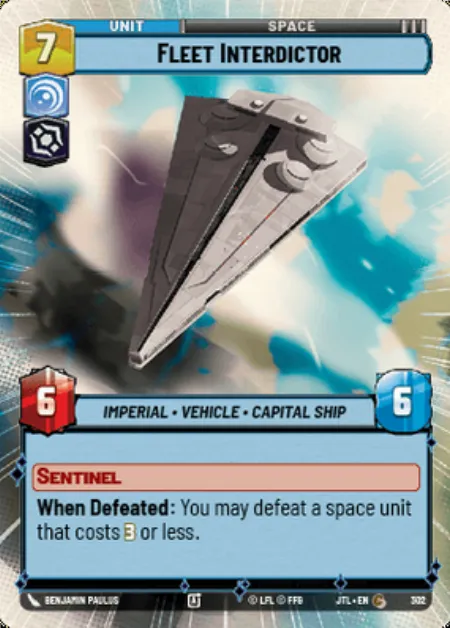 UNIT
SPACE
7
FLEET INTERDICTOR
6
IMPERIAL • VEHICLE • CAPITAL SHIP
6
SENTINEL
When Defeated: You may defeat a space unit
that costs 3 or less.
BENJAMIN PAULUS
© LFL © FFG
JTL • EN
C
302